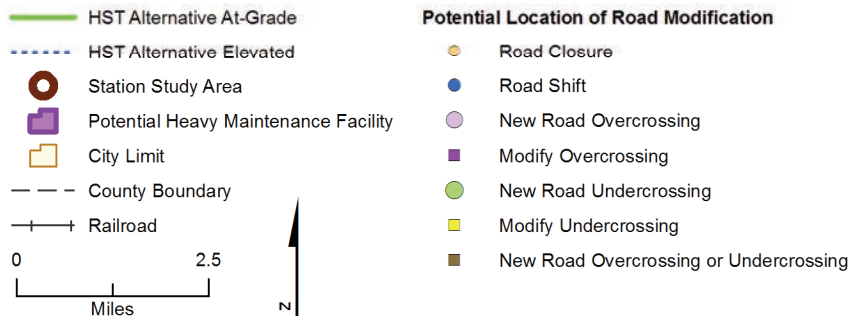 HST Alternative At-Grade
HST Alternative Elevated
Station Study Area
Potential Heavy Maintenance Facility
City Limit
County Boundary
Railroad
0 2.5
Miles
N
Potential Location of Road Modification
Road Closure
Road Shift
New Road Overcrossing
Modify Overcrossing
New Road Undercrossing
Modify Undercrossing
New Road Overcrossing or Undercrossing